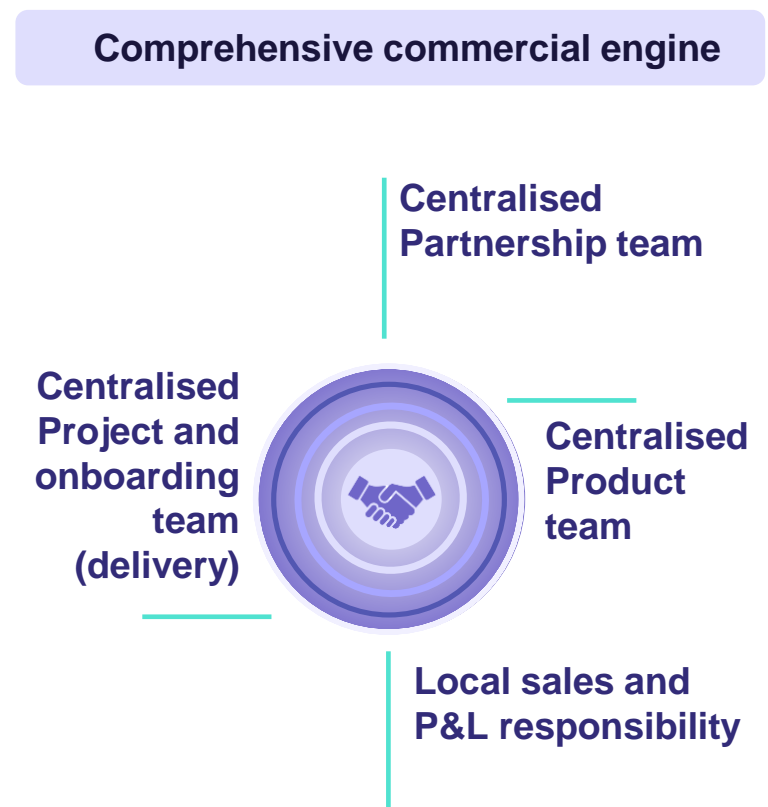 Comprehensive commercial engine
Centralised
Partnership team
Centralised
Project and
onboarding
team
(delivery)
Centralised
Product
team
Local sales and
P&L responsibility